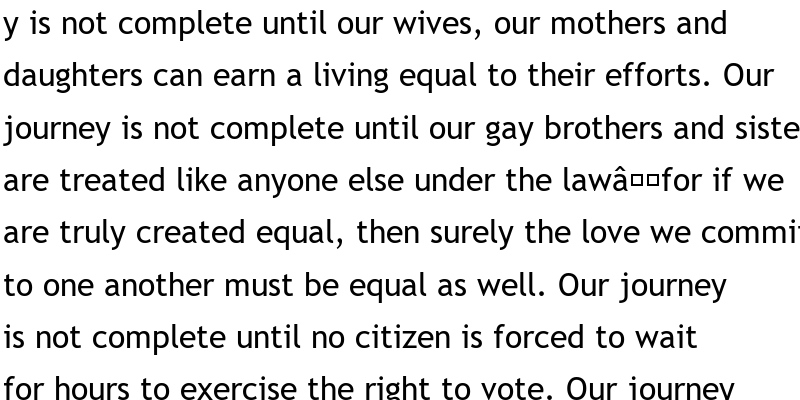 y is not complete until our wives, our mothers and
daughters can earn a living equal to their efforts. Our
journey is not complete until our gay brothers and siste
are treated like anyone else under the lawâ□□for if we
are truly created equal, then surely the love we commit
to one another must be equal as well. Our journey
is not complete until no citizen is forced to wait
for hours to exercise the right to vote. Our journey